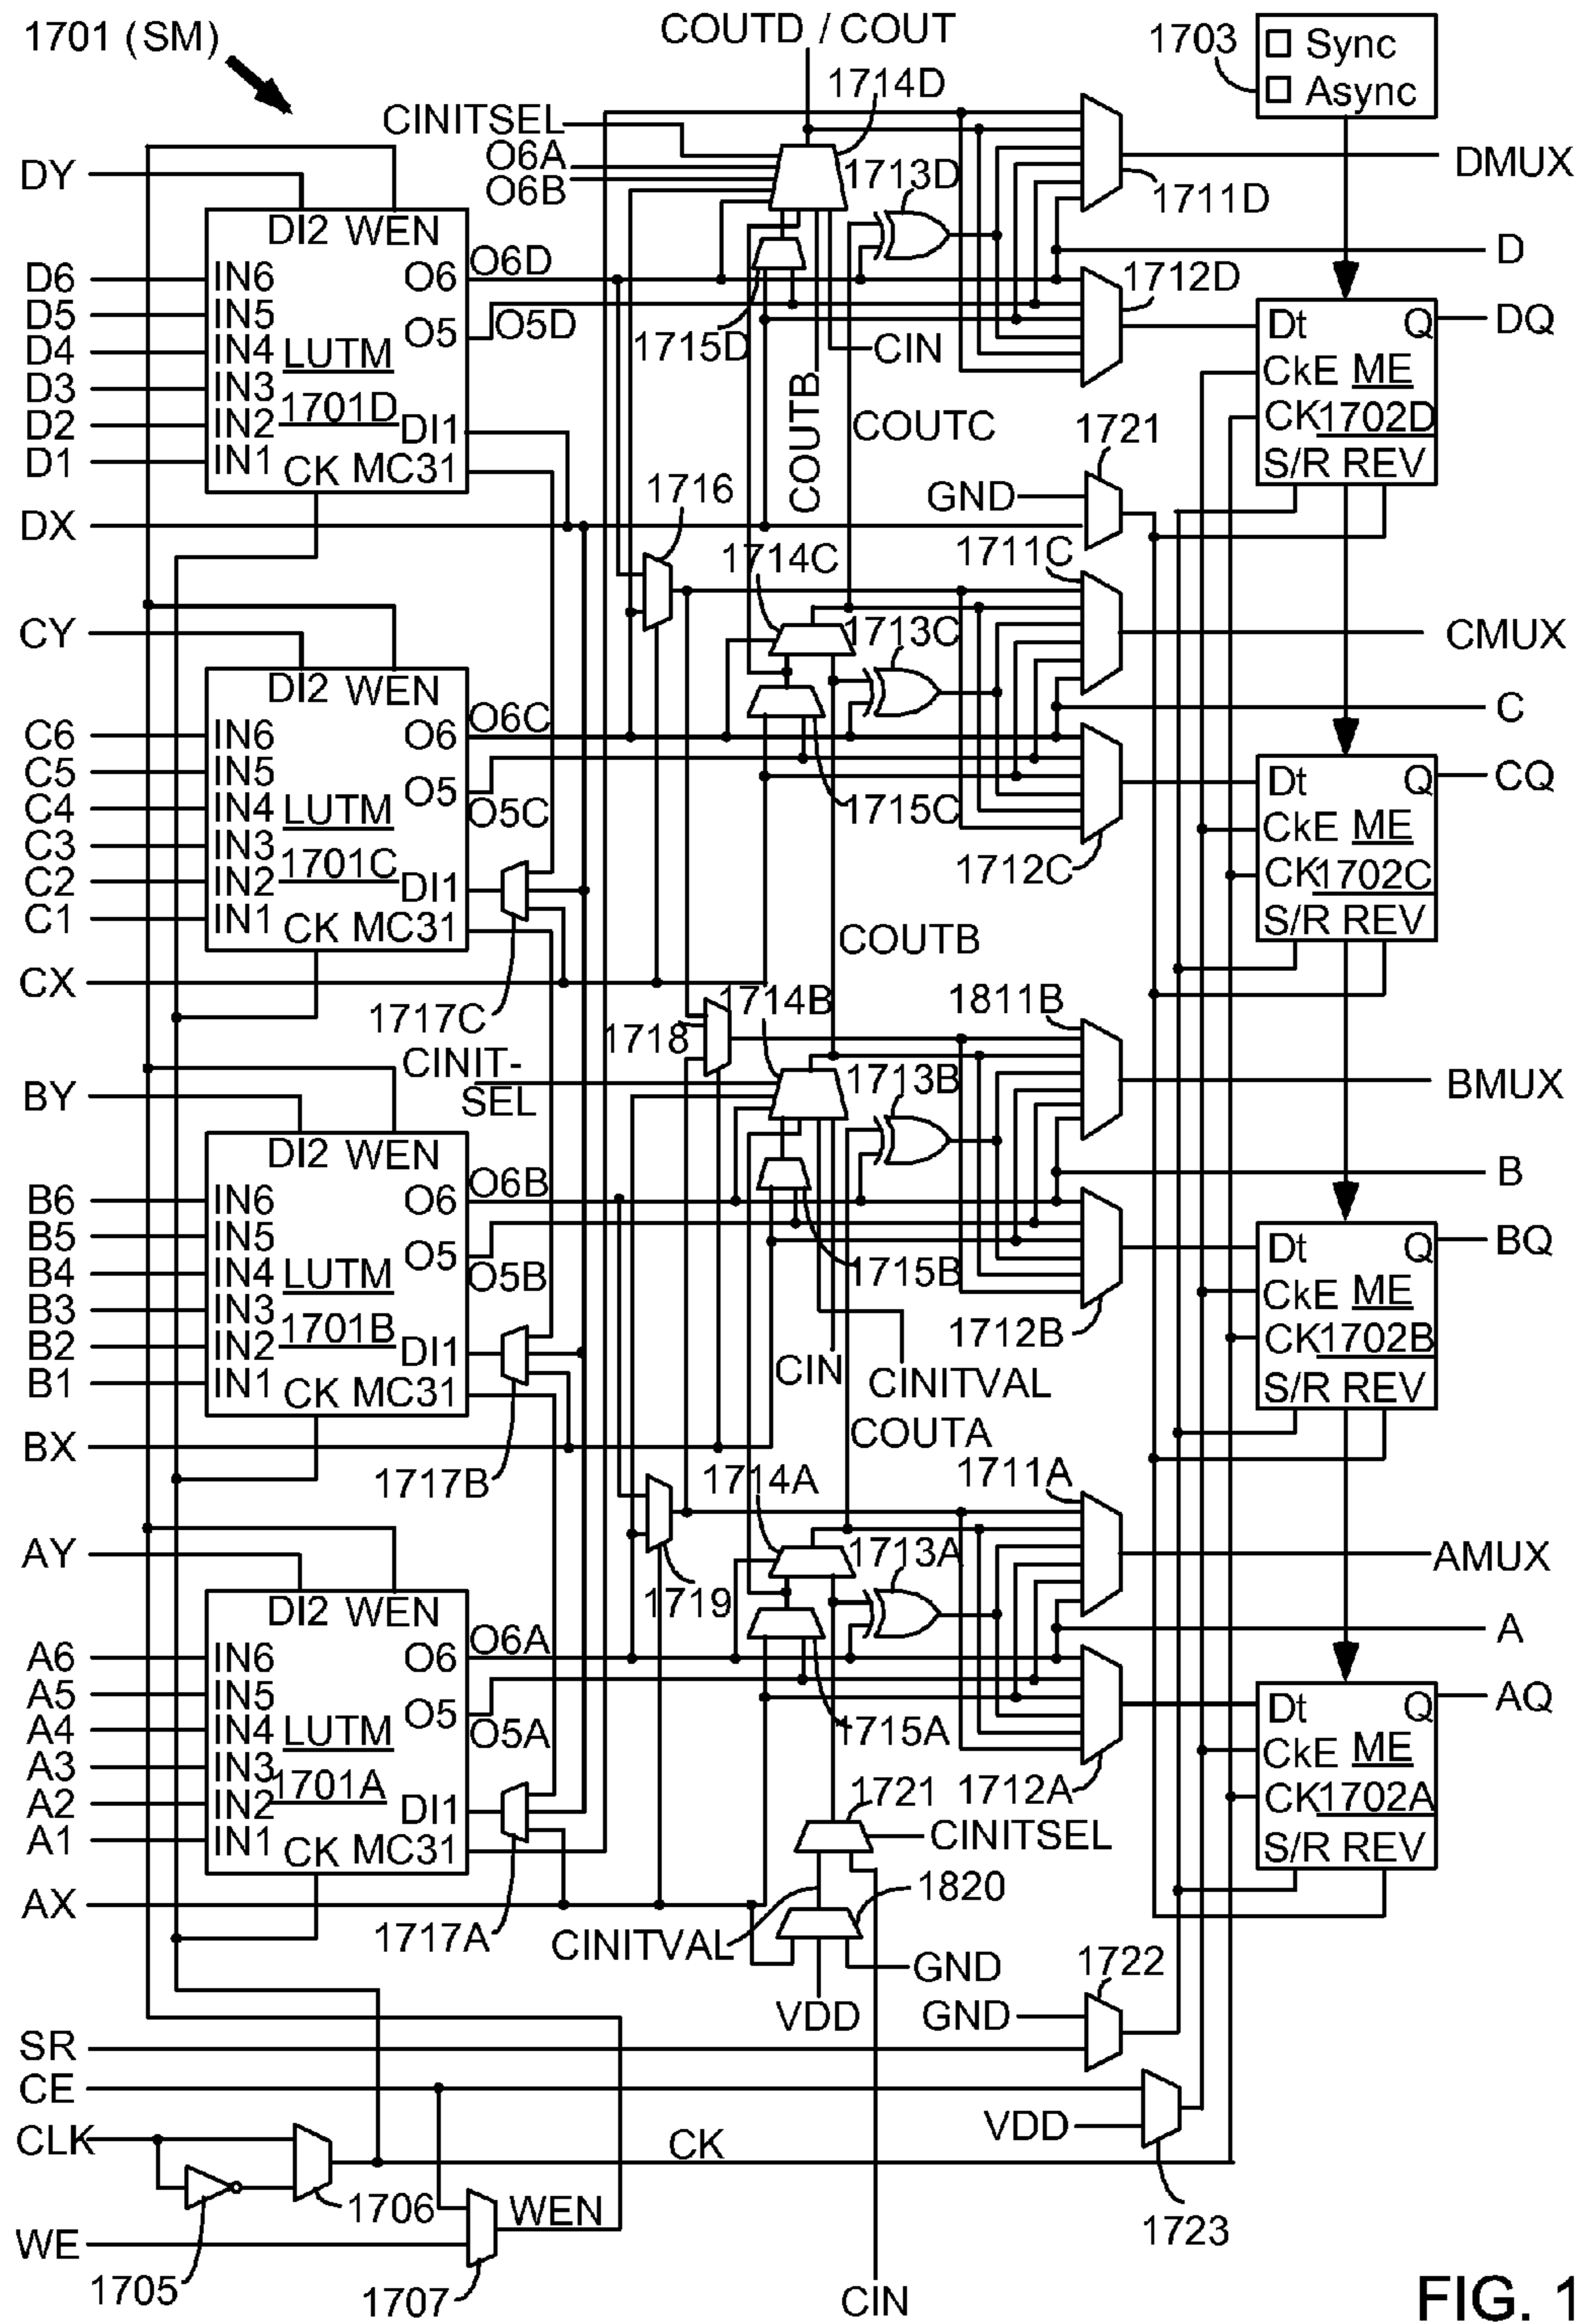 1701 (SM)
COUTD / COUT
1703
Sync
Async
1714D
CINITSEL
O6A
O6B
1713D
DMUX
1711D
DY
DI2 WEN
D
D6
D5
D4
D3
D2
D1
IN6
IN5
IN4
IN3
IN2
IN1
LUTM
1701D
O6
O5
DI1
CK MC31
O6D
O5D
1715D
CIN
COUTB
COUTC
1712D
DQ
Dt
Q
CkE ME
CK 1702D
S/R REV
1721
GND
DX
1716
1714C
1711C
1713C
CMUX
CY
DI2 WEN
C
C6
C5
C4
C3
C2
C1
IN6
IN5
IN4
IN3
IN2
IN1
LUTM
1701C
O6
O5
DI1
CK MC31
O6C
O5C
1715C
1712C
CQ
Dt
Q
CkE ME
CK 1702C
S/R REV
COUTB
CX
1717C
1714B
1718
1811B
CINIT-
SEL
1713B
BMUX
BY
DI2 WEN
B
B6
B5
B4
B3
B2
B1
IN6
IN5
IN4
IN3
IN2
IN1
LUTM
1701B
O6
O5
DI1
CK MC31
O6B
O5B
1715B
1712B
CIN
CINITVAL
BQ
Dt
Q
CkE ME
CK 1702B
S/R REV
COUTA
BX
1717B
1714A
1711A
1713A
AMUX
AY
1719
DI2 WEN
A
A6
A5
A4
A3
A2
A1
IN6
IN5
IN4
IN3
IN2
IN1
LUTM
1701A
O6
O5
DI1
CK MC31
O6A
O5A
1715A
1712A
AQ
Dt
Q
CkE ME
CK 1702A
S/R REV
1721
CINITSEL
1820
AX
1717A
CINITVAL
GND
VDD
1722
GND
SR
CE
VDD
CLK
CK
1706
WEN
1723
WE
1705
1707
CIN
FIG. 1